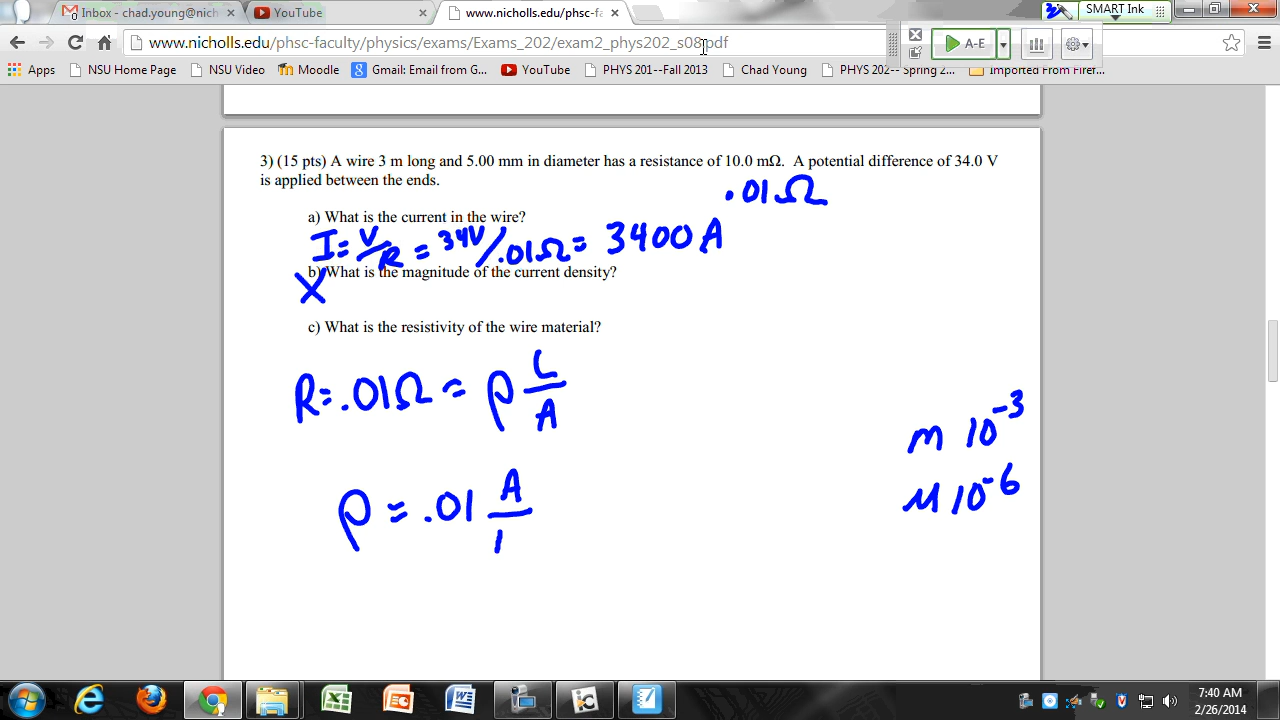 Inbox - chad.young@nich
YouTube
www.nicholls.edu/phsc-fa
SMART Ink
www.nicholls.edu/phsc-faculty/physics/exams/Exams_202/exam2_phys202_s08.pdf
A-E
Apps
NSU Home Page
NSU Video
Moodle
Gmail: Email from G...
YouTube
PHYS 201--Fall 2013
Chad Young
PHYS 202-- Spring 2...
Imported From Firef...
3) (15 pts) A wire 3 m long and 5.00 mm in diameter has a resistance of 10.0 mΩ. A potential difference of 34.0 V
is applied between the ends.
.01Ω
a) What is the current in the wire?
I = V/R = 34V/.01Ω = 3400 A
b) What is the magnitude of the current density?
X
c) What is the resistivity of the wire material?
R = .01Ω = ρ L/A
m 10^-3
ρ = .01 A/
M 10^-6
7:40 AM
2/26/2014